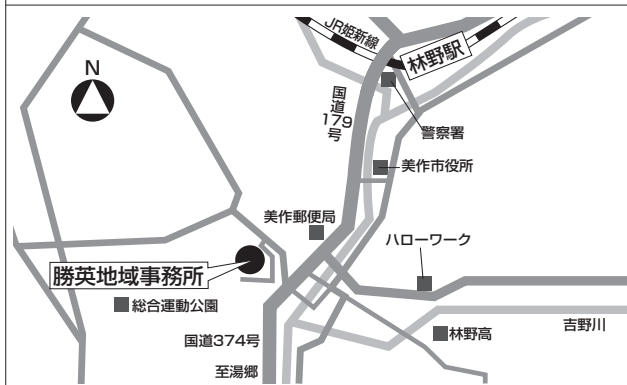 JR姫新線
林野駅
N
国道179号
警察署
美作市役所
美作郵便局
ハローワーク
勝英地域事務所
総合運動公園
国道374号
林野高
吉野川
至湯郷